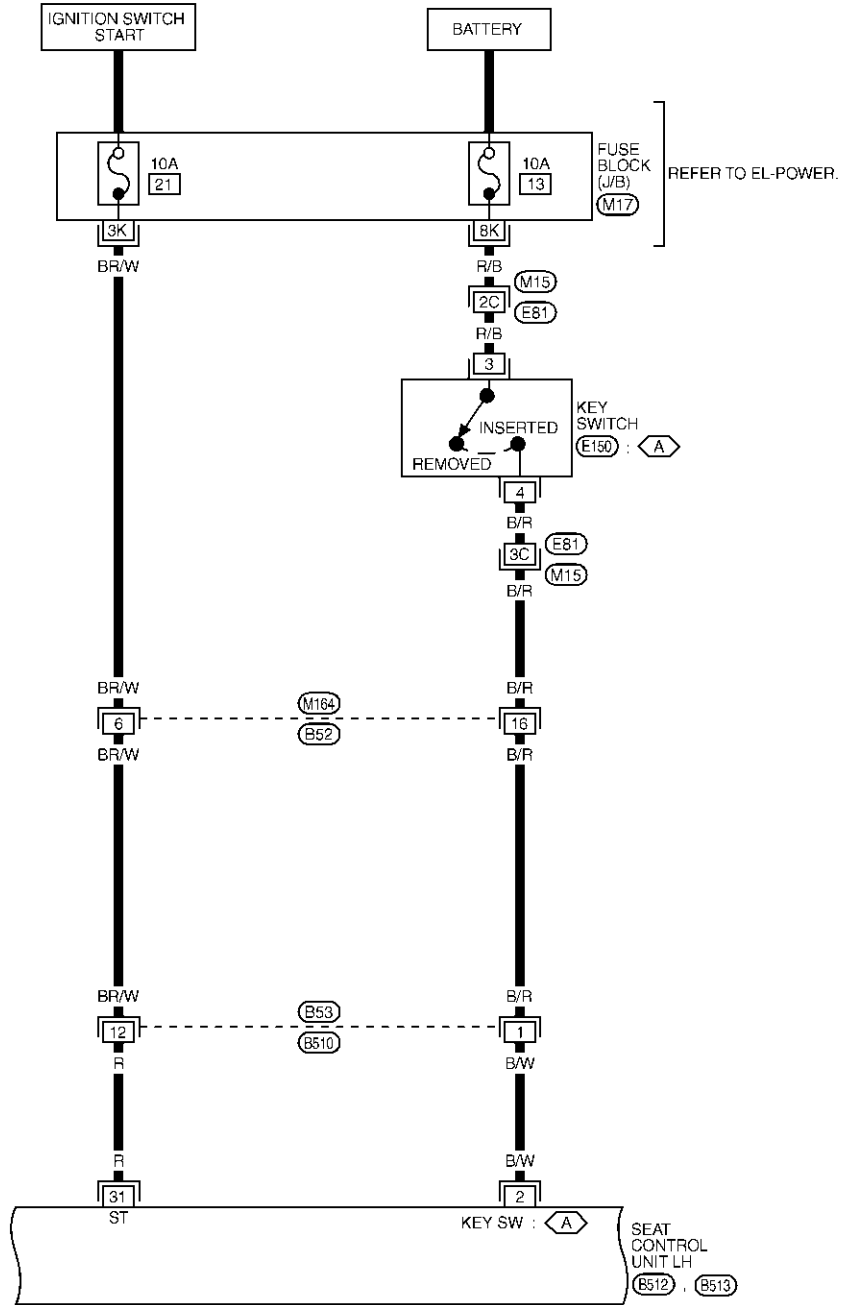 IGNITION SWITCH
START
BATTERY
10A
21
10A
13
FUSE
BLOCK
(J/B)
M17
REFER TO EL-POWER.
3K
8K
BR/W
R/B
M15
2C
E81
R/B
3
KEY
SWITCH
E150 : A
INSERTED
REMOVED
4
B/R
E81
3C
M15
B/R
BR/W
B/R
M164
6
16
B52
BR/W
B/R
BR/W
B/R
B53
12
1
B510
R
B/W
R
B/W
31
2
ST
KEY SW : A
SEAT
CONTROL
UNIT LH
B512 , B513